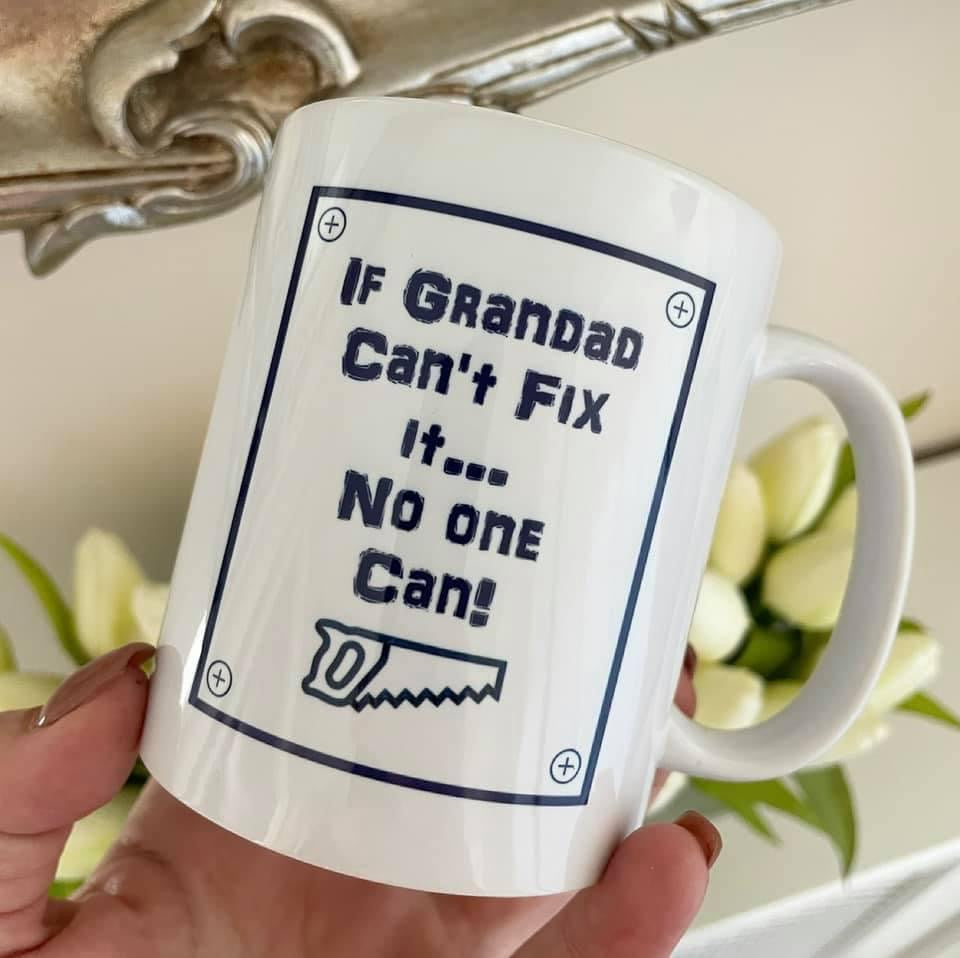 If Grandad
Can't Fix
it...
No one
Can!